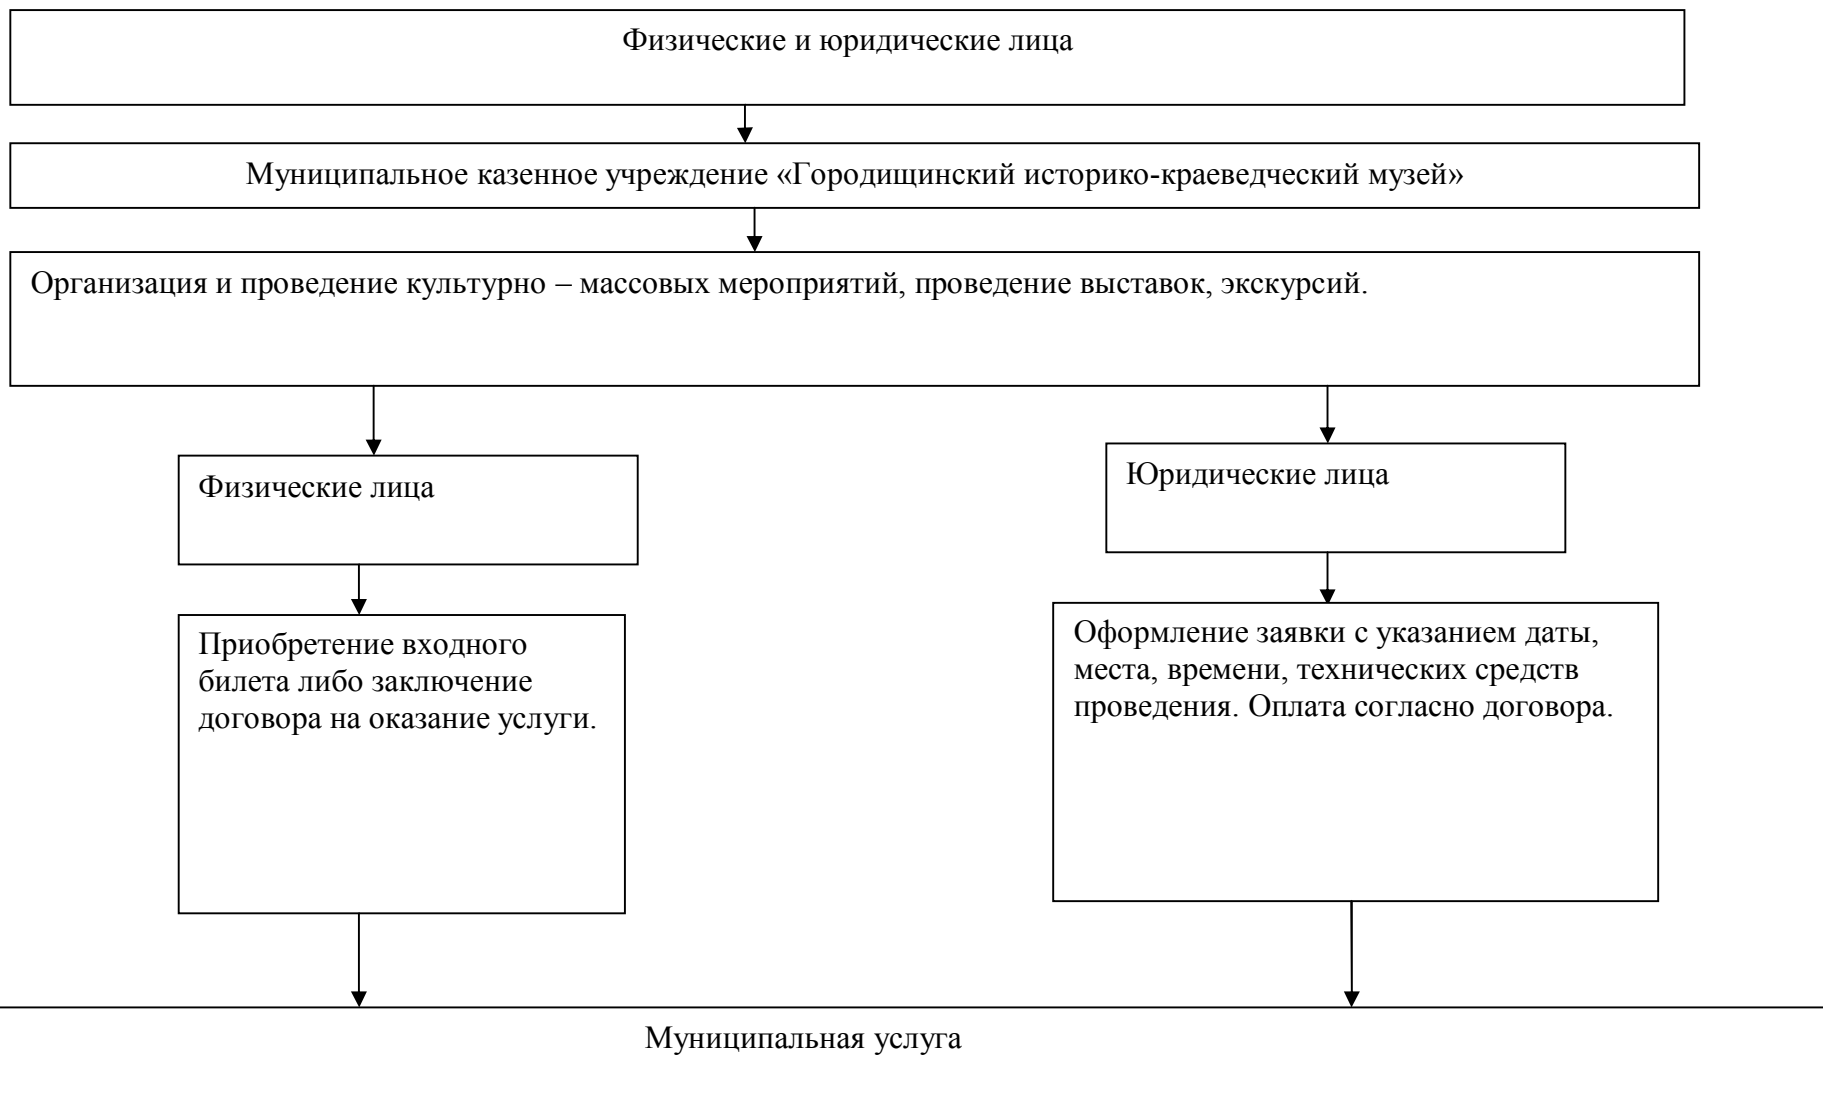 Физические и юридические лица
Муниципальное казенное учреждение «Городищинский историко-краеведческий музей»
Организация и проведение культурно – массовых мероприятий, проведение выставок, экскурсий.
Физические лица
Юридические лица
Приобретение входного
билета либо заключение
договора на оказание услуги.
Оформление заявки с указанием даты,
места, времени, технических средств
проведения. Оплата согласно договора.
Муниципальная услуга